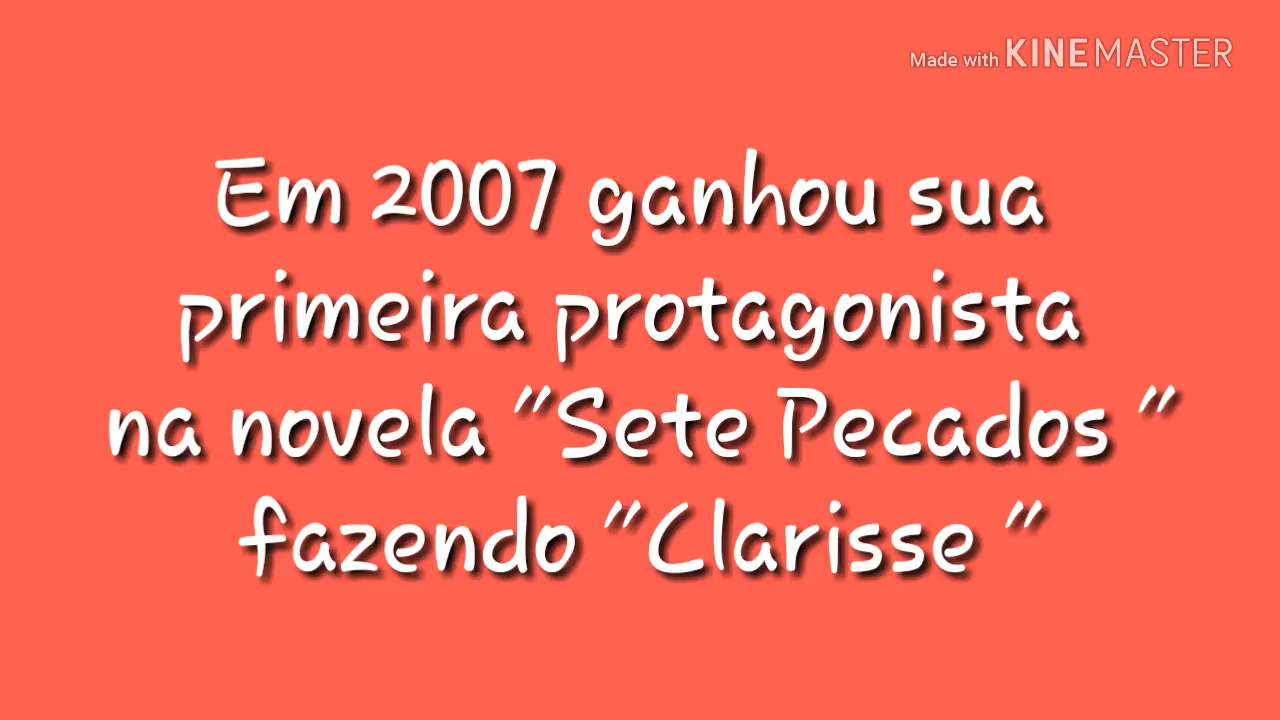 Made with KINEMASTER
Em 2007 ganhou sua
primeira protagonista
na novela "Sete Pecados "
fazendo "Clarisse "